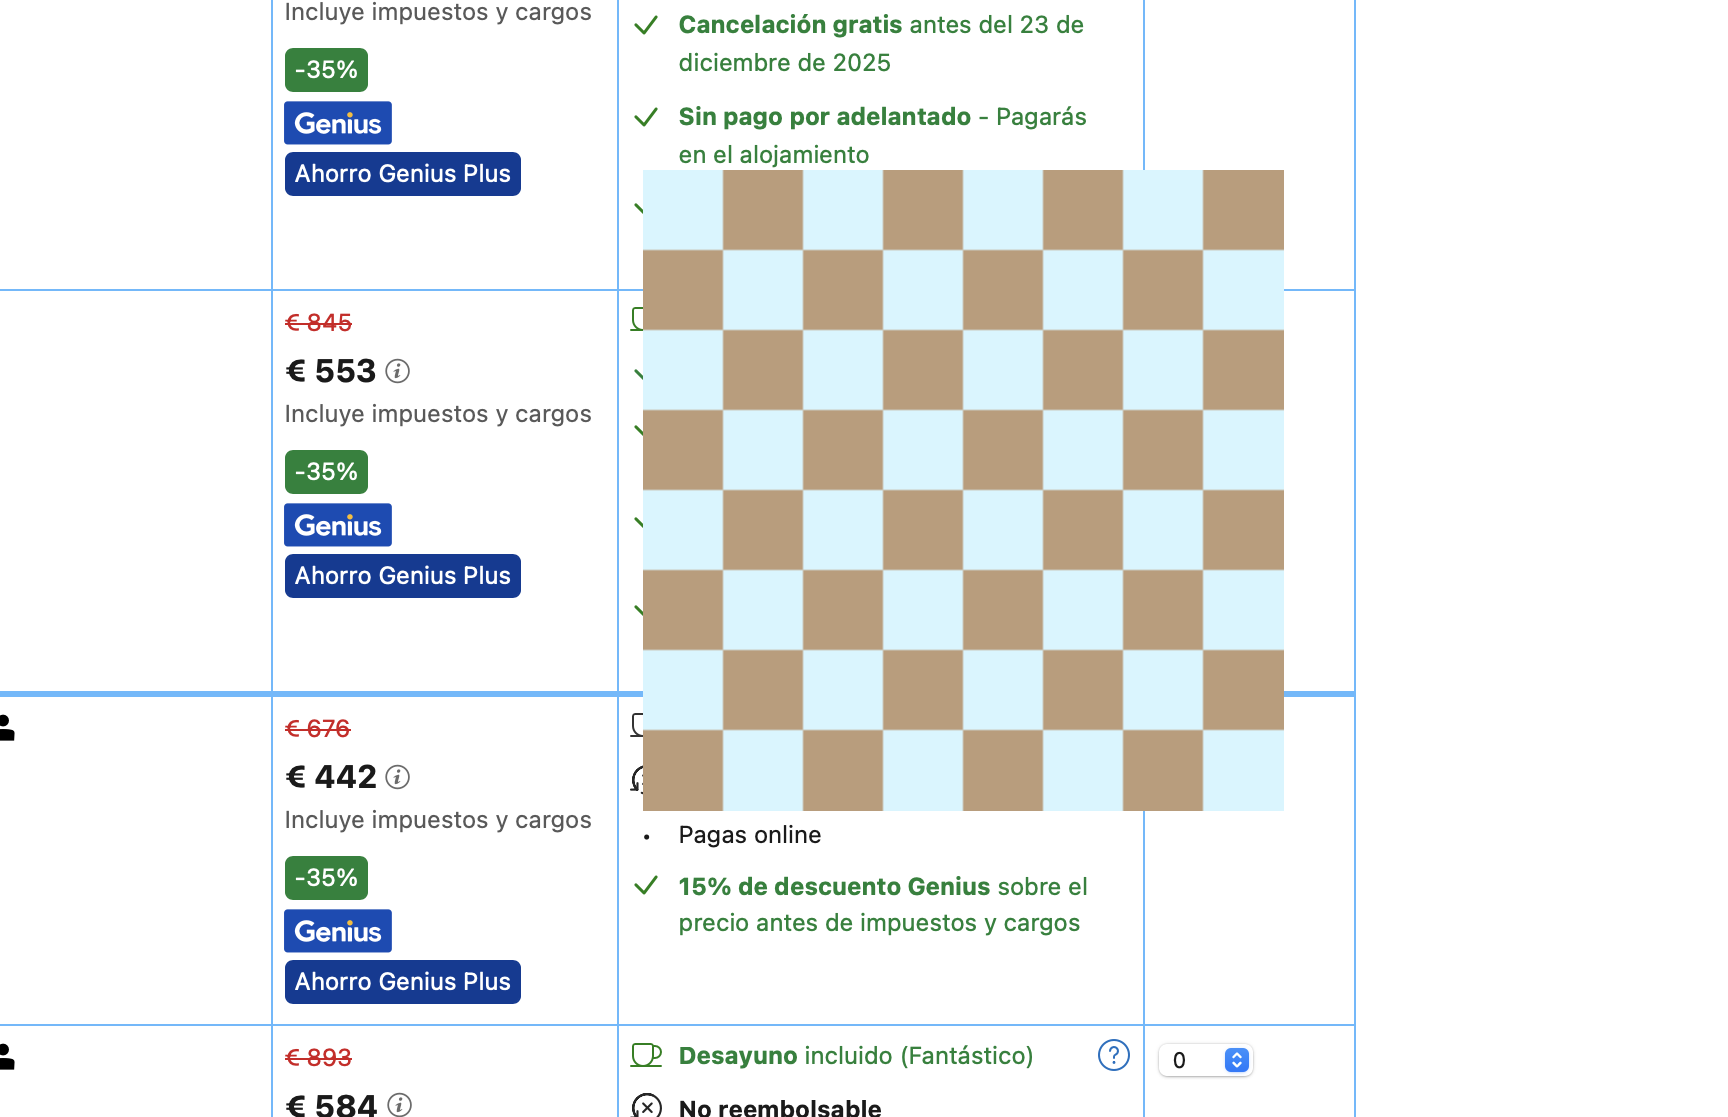 Incluye impuestos y cargos
-35%
Genius
Ahorro Genius Plus
Cancelación gratis antes del 23 de
diciembre de 2025
Sin pago por adelantado - Pagarás
en el alojamiento
€ 845
€ 553
Incluye impuestos y cargos
-35%
Genius
Ahorro Genius Plus
€ 676
€ 442
Incluye impuestos y cargos
-35%
Genius
Ahorro Genius Plus
• Pagas online
15% de descuento Genius sobre el
precio antes de impuestos y cargos
€ 893
€ 584
Desayuno incluido (Fantástico)
No reembolsable
0